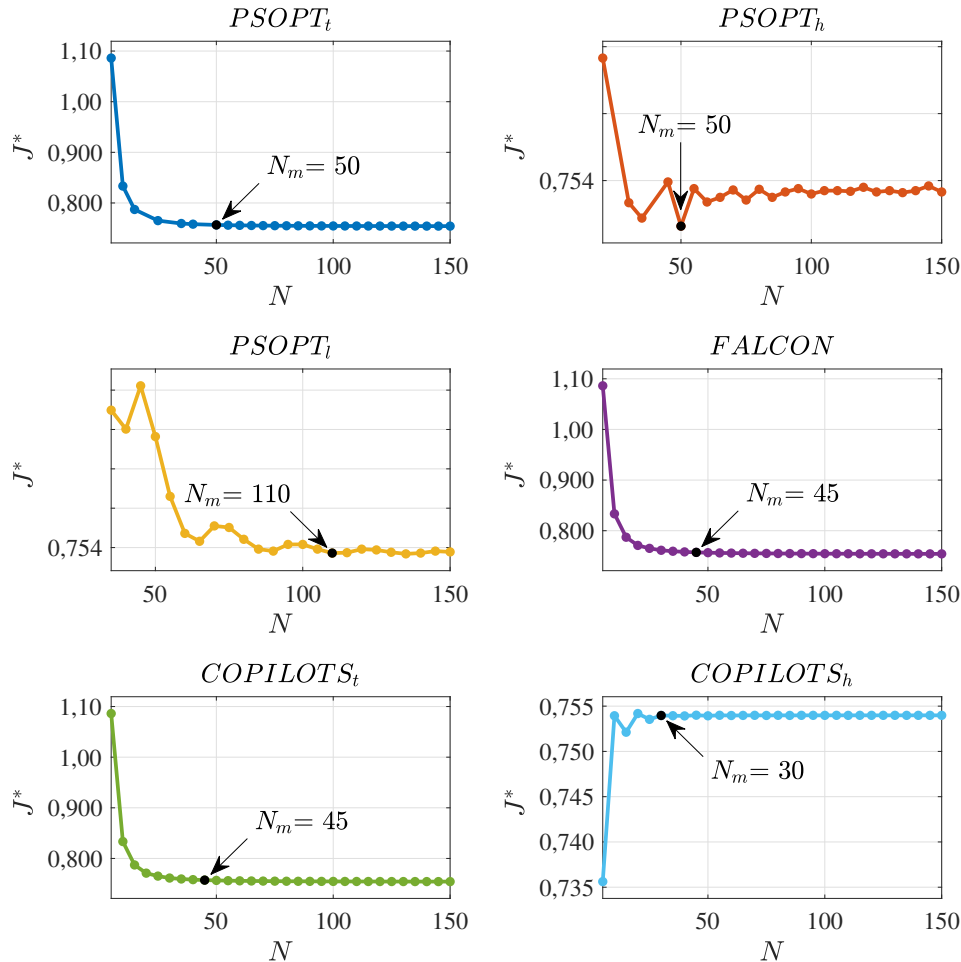 PSOPT_t
1,10
1,00
0,900
0,800
J*
N_m = 50
50
100
150
N
PSOPT_h
0,754
J*
N_m = 50
50
100
150
N
PSOPT_l
0,754
J*
N_m = 110
50
100
150
N
FALCON
1,10
1,00
0,900
0,800
J*
N_m = 45
50
100
150
N
COPILOTS_t
1,10
1,00
0,900
0,800
J*
N_m = 45
50
100
150
N
COPILOTS_h
0,755
0,750
0,745
0,740
0,735
J*
N_m = 30
50
100
150
N